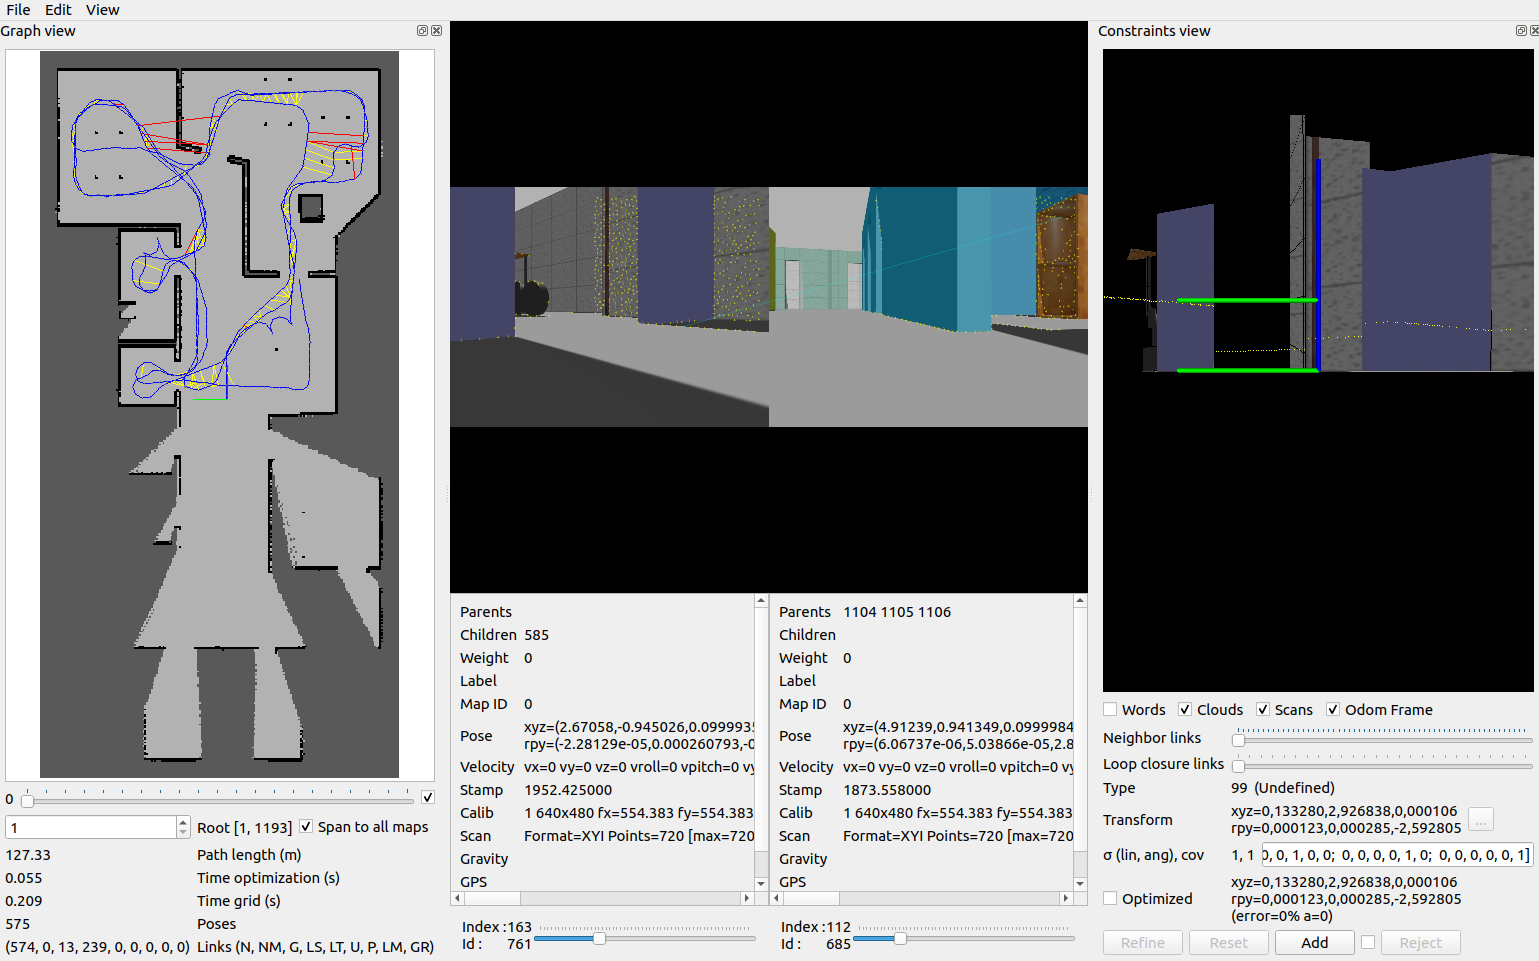 File Edit View
Graph view
0
1
Root [1, 1193]
Span to all maps
127.33 Path length (m)
0.055 Time optimization (s)
0.209 Time grid (s)
575 Poses
(574, 0, 13, 239, 0, 0, 0, 0, 0) Links (N, NM, G, LS, LT, U, P, LM, GR)
Parents
Children 585
Weight 0
Label
Map ID 0
Pose xyz=(2.67058,-0.945026,0.099993
rpy=(-2.28129e-05,0.000260793,-0
Velocity vx=0 vy=0 vz=0 vroll=0 vpitch=0 vy
Stamp 1952.425000
Calib 1 640x480 fx=554.383 fy=554.383
Scan Format=XYI Points=720 [max=720
Gravity
GPS
Index :163
Id : 761
Parents 1104 1105 1106
Children
Weight 0
Label
Map ID 0
Pose xyz=(4.91239,0.941349,0.0999984
rpy=(6.06737e-06,5.03866e-05,2.8
Velocity vx=0 vy=0 vz=0 vroll=0 vpitch=0 vy
Stamp 1873.558000
Calib 1 640x480 fx=554.383 fy=554.383
Scan Format=XYI Points=720 [max=720
Gravity
GPS
Index :112
Id : 685
Constraints view
Words Clouds Scans Odom Frame
Neighbor links
Loop closure links
Type 99 (Undefined)
Transform xyz=0,133280,2,926838,0,000106
rpy=0,000123,0,000285,-2,592805
...
σ (lin, ang), cov 1, 1 0, 0, 1, 0, 0; 0, 0, 0, 0, 1, 0; 0, 0, 0, 0, 0, 1]
Optimized xyz=0,133280,2,926838,0,000106
rpy=0,000123,0,000285,-2,592805
(error=0% a=0)
Refine Reset Add Reject